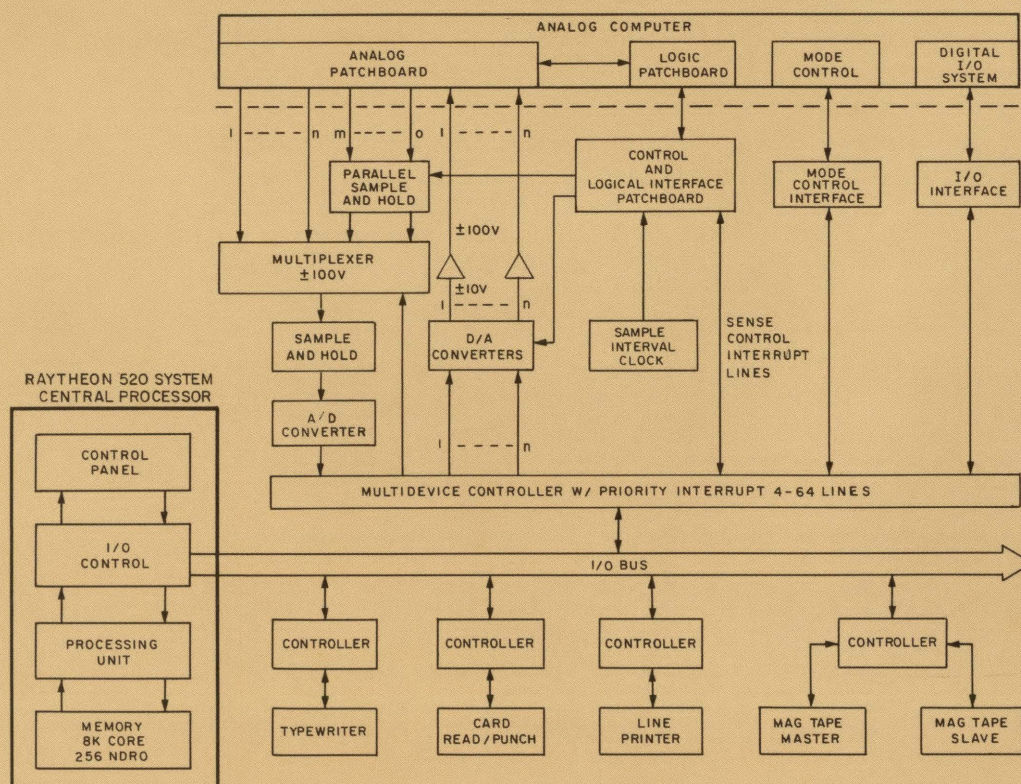 ANALOG COMPUTER
ANALOG
PATCHBOARD
LOGIC
PATCHBOARD
MODE
CONTROL
DIGITAL
I/O
SYSTEM
1 ----- n m ----- o 1 ----- n
PARALLEL
SAMPLE
AND HOLD
CONTROL
AND
LOGICAL INTERFACE
PATCHBOARD
MODE
CONTROL
INTERFACE
I/O
INTERFACE
±100V
MULTIPLEXER
±100V
±10V
1 ----- n
SAMPLE
AND HOLD
D/A
CONVERTERS
SAMPLE
INTERVAL
CLOCK
SENSE
CONTROL
INTERRUPT
LINES
A/D
CONVERTER
1 ----- n
MULTIDEVICE CONTROLLER W/ PRIORITY INTERRUPT 4-64 LINES
RAYTHEON 520 SYSTEM
CENTRAL PROCESSOR
CONTROL
PANEL
I/O
CONTROL
PROCESSING
UNIT
MEMORY
8K CORE
256 NDRO
I/O BUS
CONTROLLER
CONTROLLER
CONTROLLER
CONTROLLER
TYPEWRITER
CARD
READ/PUNCH
LINE
PRINTER
MAG TAPE
MASTER
MAG TAPE
SLAVE